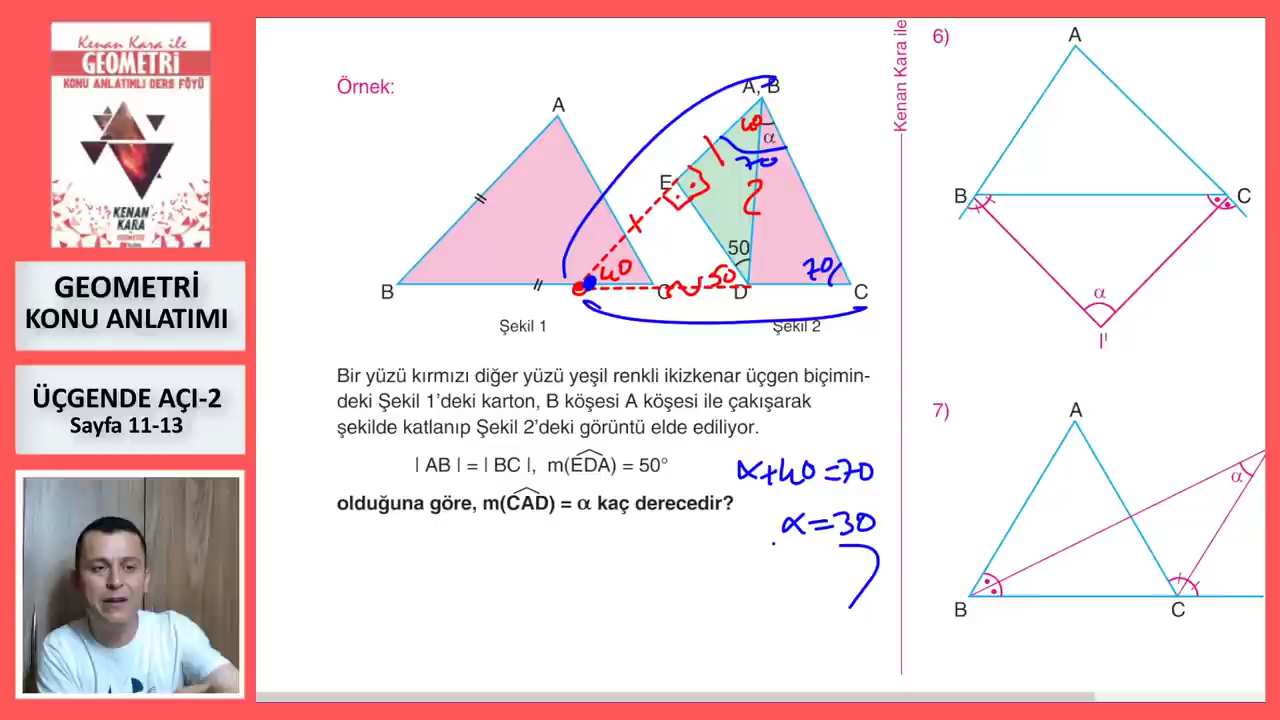 Kenan Kara ile
GEOMETRİ
KONU ANLATIMLI DERS FÖYÜ
KENAN
KARA
GEOMETRİ
KONU ANLATIMI
ÜÇGENDE AÇI-2
Sayfa 11-13
Örnek:
A
B
C
Şekil 1
A, B
40
α
70
E
2
50
40
50
70
D
C
Şekil 2
Bir yüzü kırmızı diğer yüzü yeşil renkli ikizkenar üçgen biçimin-
deki Şekil 1'deki karton, B köşesi A köşesi ile çakışarak
şekilde katlanıp Şekil 2'deki görüntü elde ediliyor.
| AB | = | BC |, m(EDA) = 50°
olduğuna göre, m(CAD) = α kaç derecedir?
α+40=70
α=30
Kenan Kara ile
6)
A
B
C
α
I'
7)
A
α
B
C